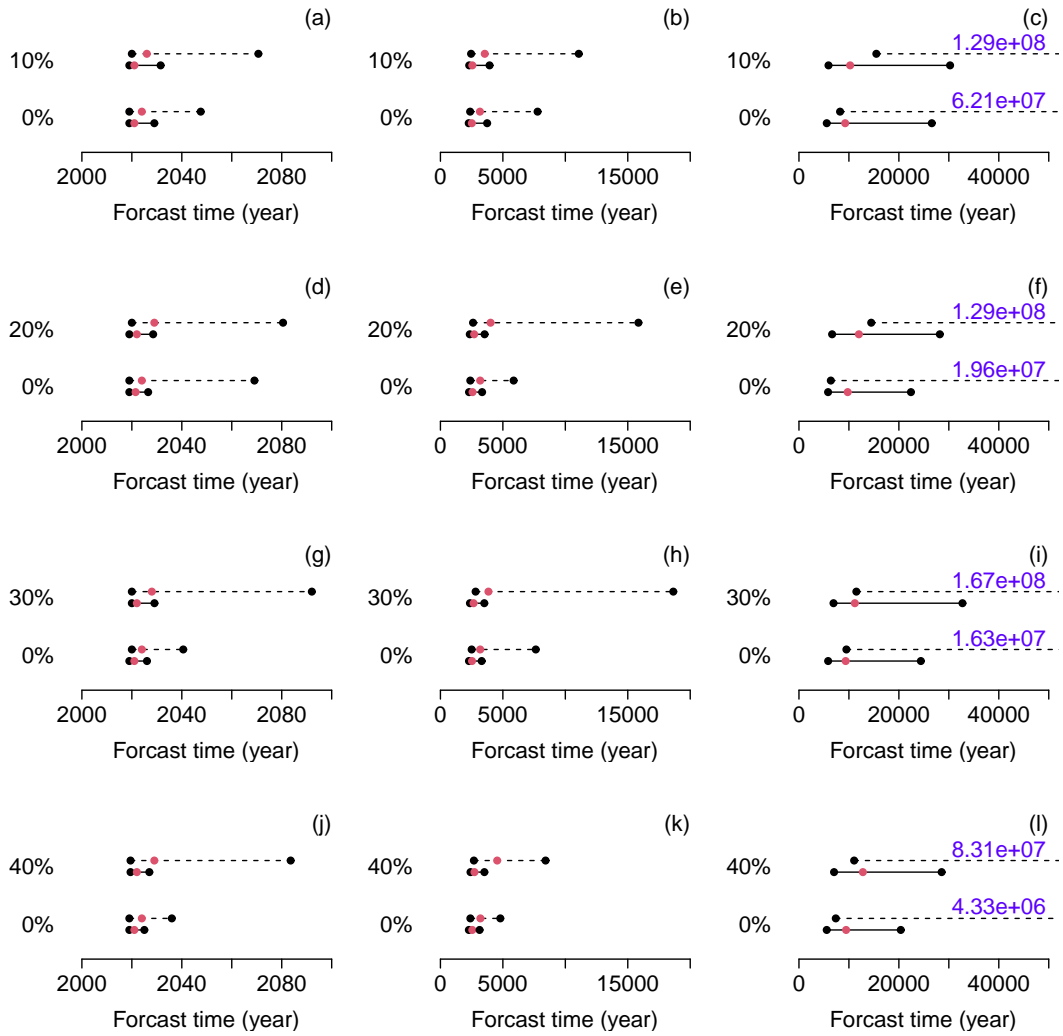 (a) (b) (c)
10% 10% 1.29e+08 10%
0% 0% 6.21e+07 0%
2000 2040 2080 0 5000 15000 0 20000 40000
Forcast time (year) Forcast time (year) Forcast time (year)
(d) (e) (f)
20% 20% 1.29e+08 20%
0% 0% 1.96e+07 0%
2000 2040 2080 0 5000 15000 0 20000 40000
Forcast time (year) Forcast time (year) Forcast time (year)
(g) (h) (i)
30% 30% 1.67e+08 30%
0% 0% 1.63e+07 0%
2000 2040 2080 0 5000 15000 0 20000 40000
Forcast time (year) Forcast time (year) Forcast time (year)
(j) (k) (l)
40% 40% 8.31e+07 40%
0% 0% 4.33e+06 0%
2000 2040 2080 0 5000 15000 0 20000 40000
Forcast time (year) Forcast time (year) Forcast time (year)